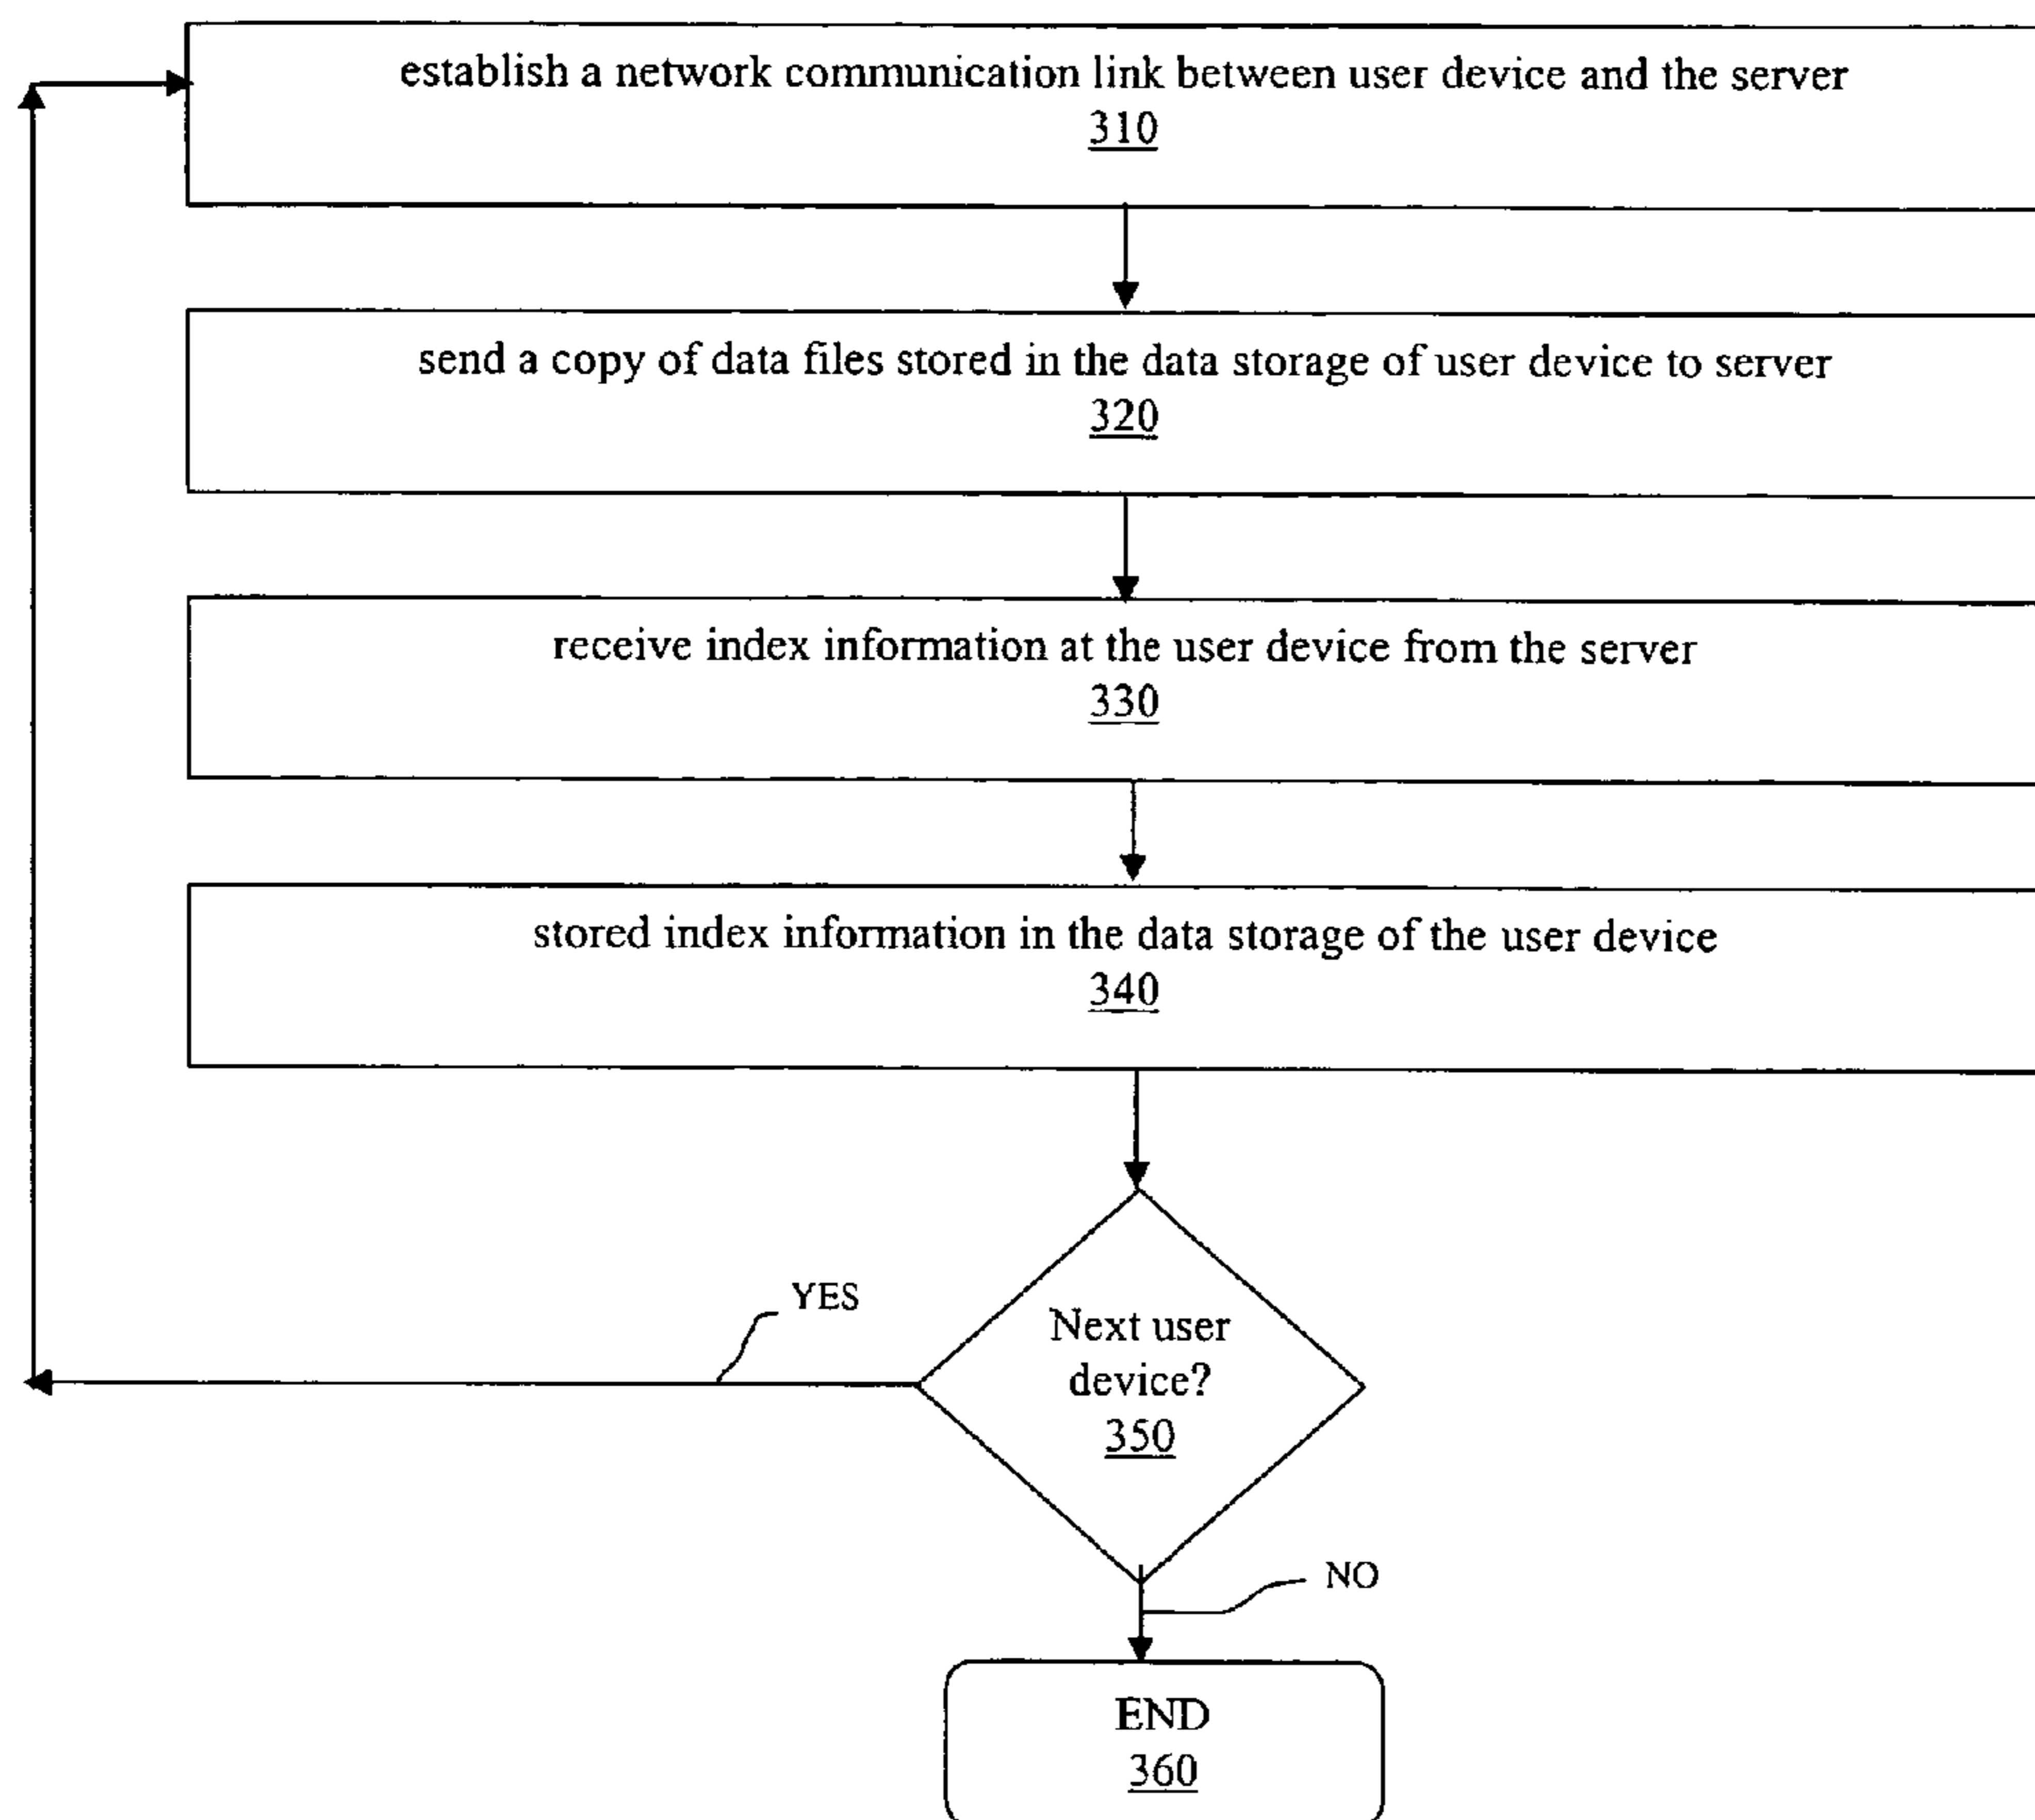 establish a network communication link between user device and the server
310
send a copy of data files stored in the data storage of user device to server
320
receive index information at the user device from the server
330
stored index information in the data storage of the user device
340
YES
Next user
device?
350
NO
END
360